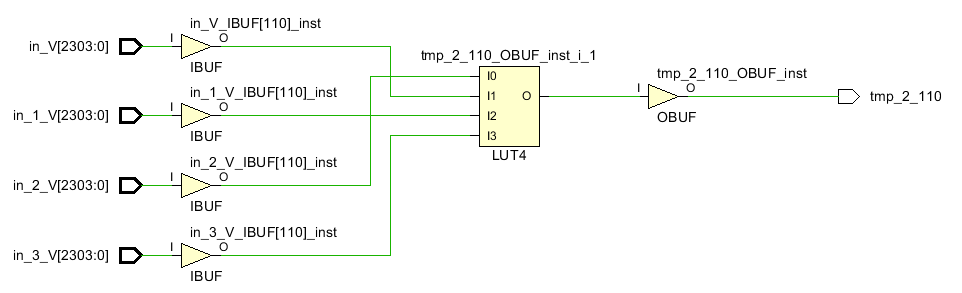 in_V_IBUF[110]_inst
in_V[2303:0]
I
O
IBUF
in_1_V_IBUF[110]_inst
in_1_V[2303:0]
I
O
IBUF
in_2_V_IBUF[110]_inst
in_2_V[2303:0]
I
O
IBUF
in_3_V_IBUF[110]_inst
in_3_V[2303:0]
I
O
IBUF
tmp_2_110_OBUF_inst_i_1
I0
I1
O
I2
I3
LUT4
tmp_2_110_OBUF_inst
I
O
OBUF
tmp_2_110